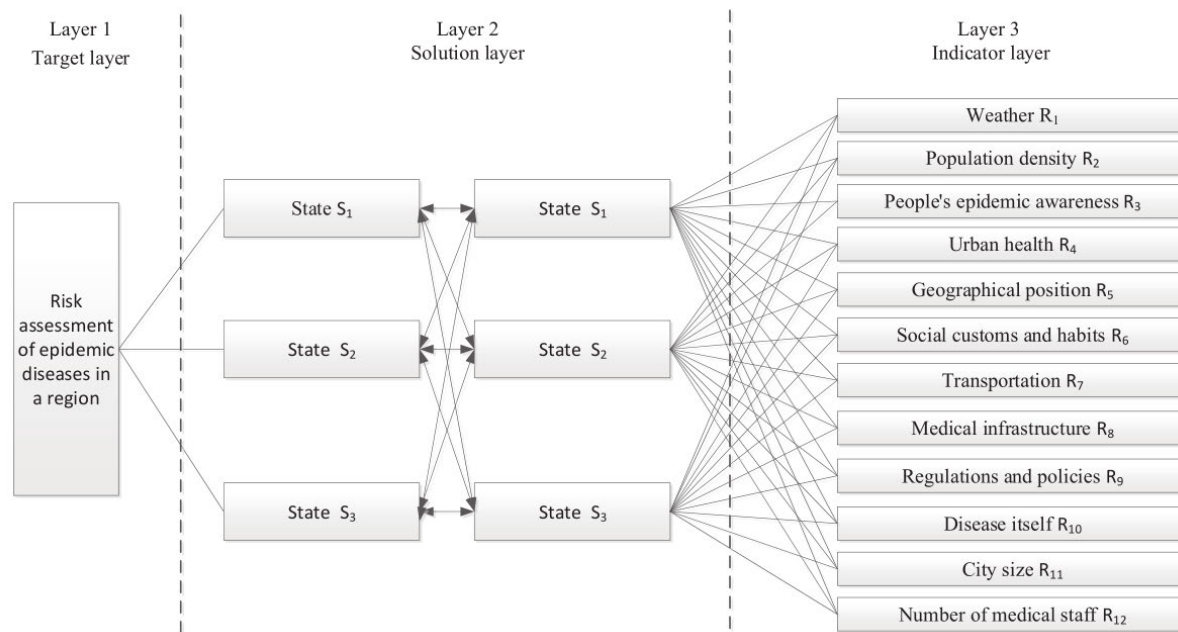 Layer 1
Target layer
Layer 2
Solution layer
Layer 3
Indicator layer
Risk
assessment
of epidemic
diseases in
a region
State S₁
State S₂
State S₃
State S₁
State S₂
State S₃
Weather R₁
Population density R₂
People's epidemic awareness R₃
Urban health R₄
Geographical position R₅
Social customs and habits R₆
Transportation R₇
Medical infrastructure R₈
Regulations and policies R₉
Disease itself R₁₀
City size R₁₁
Number of medical staff R₁₂